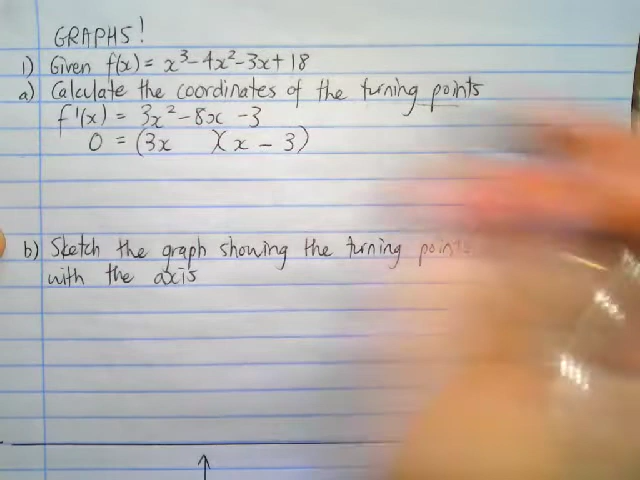 GRAPHS!
1) Given f(x) = x³ - 4x² - 3x + 18
a) Calculate the coordinates of the turning points
f'(x) = 3x² - 8x - 3
0 = (3x )(x - 3)
b) Sketch the graph showing the turning points
with the axis